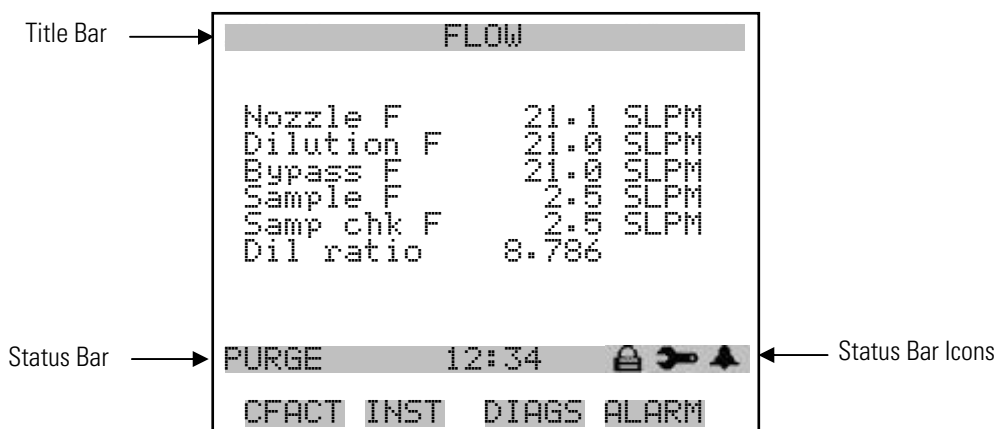 Title Bar
FLOW
Nozzle F 21.1 SLPM
Dilution F 21.0 SLPM
Bypass F 21.0 SLPM
Sample F 2.5 SLPM
Samp chk F 2.5 SLPM
Dil ratio 8.786
Status Bar
PURGE 12:34
Status Bar Icons
CFACT INST DIAGS ALARM